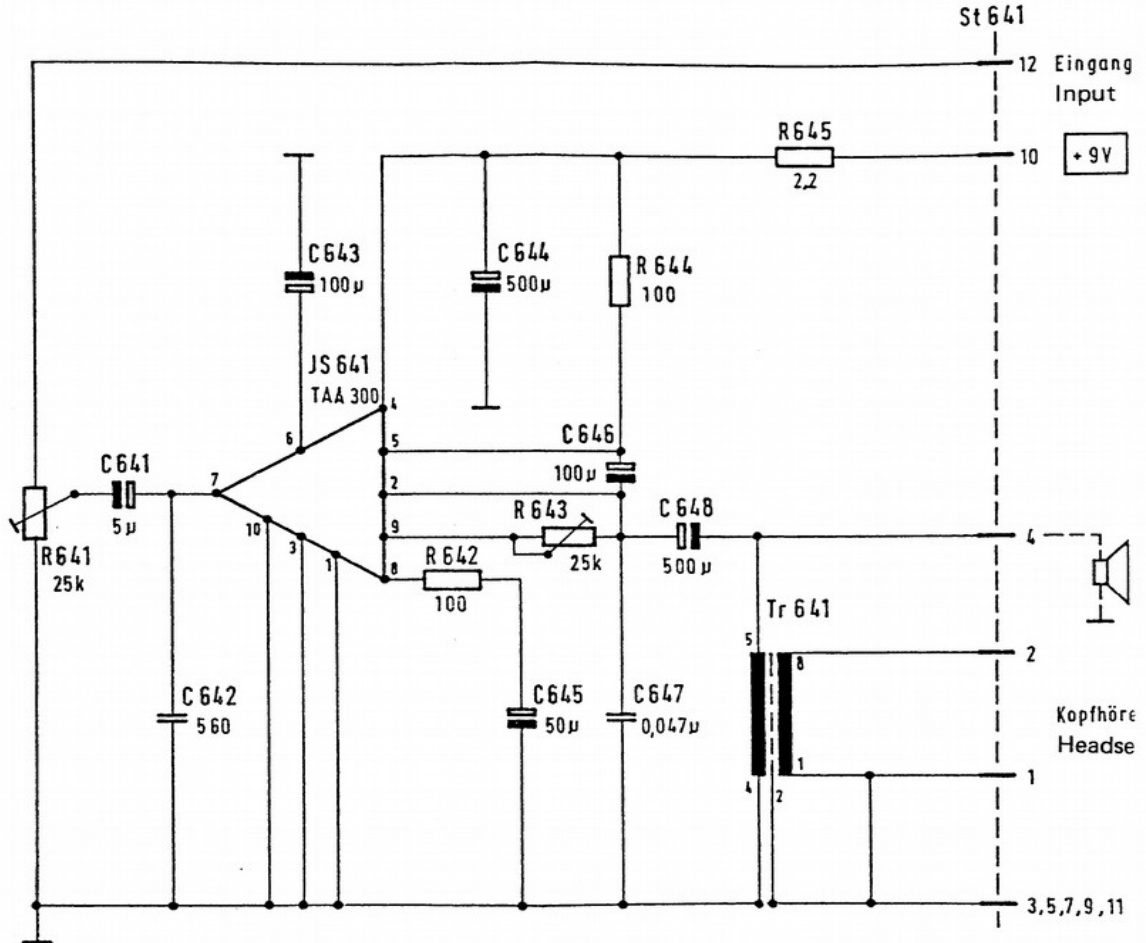 St 641
12 Eingang
Input
R645
2,2
10
+ 9V
C643
100µ
C644
500µ
R644
100
JS 641
TAA 300
4
6
5
C646
100µ
C641
5µ
7
2
R643
25k
C648
500µ
9
4
R641
25k
10
3
1
8
R642
100
Tr 641
5
8
2
C642
560
C645
50µ
C647
0,047µ
Kopfhöre
Headse
4
2
1
1
3,5,7,9,11